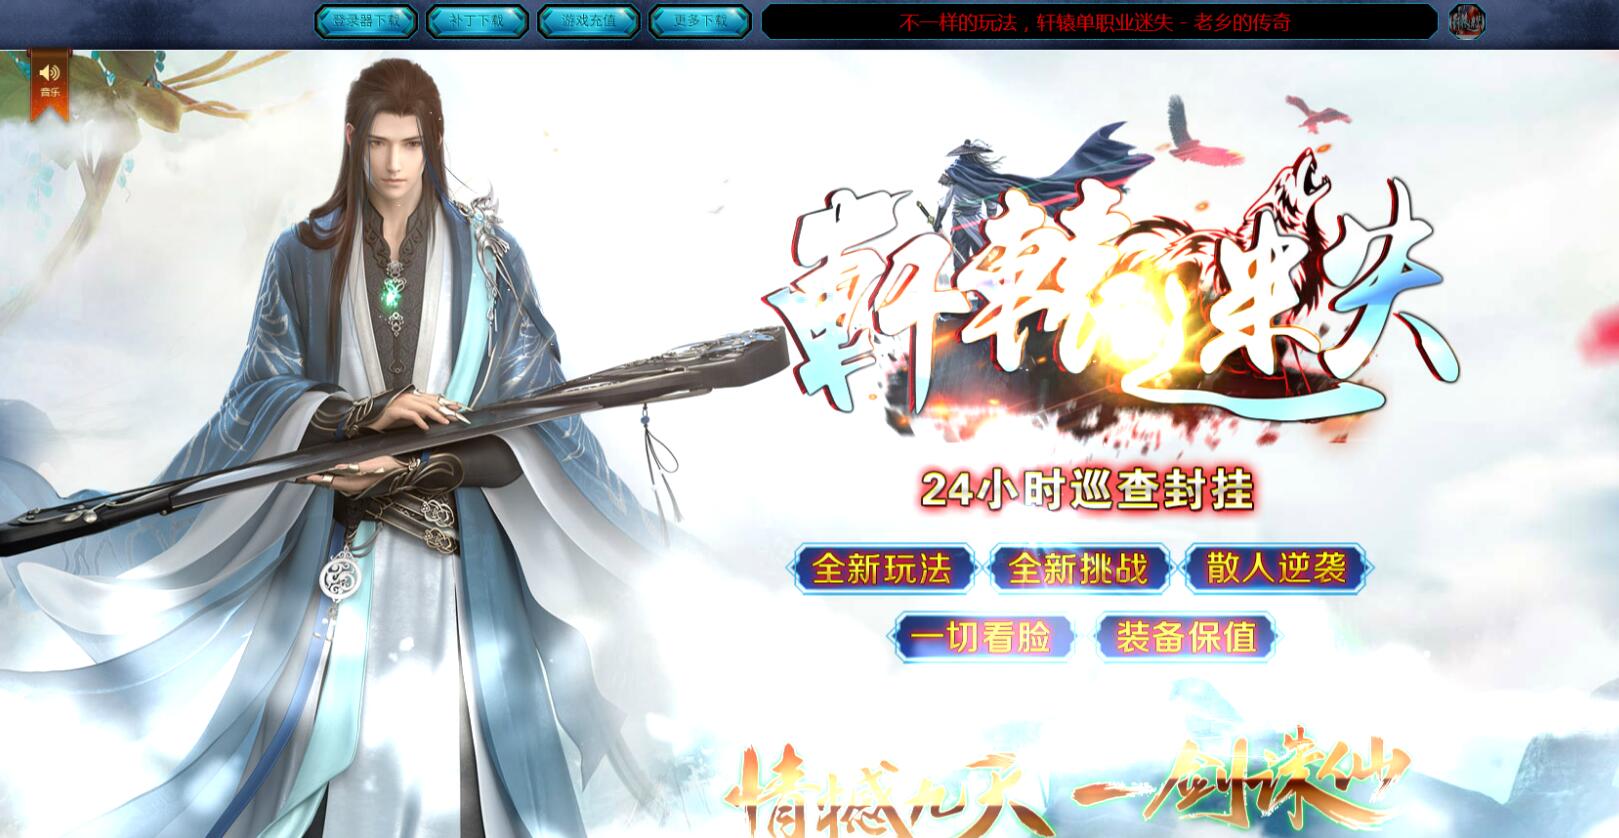 登录器下载 补丁下载 游戏充值 更多下载 不一样的玩法，轩辕单职业迷失 - 老乡的传奇
音乐
軒轅迷失
24小时巡查封挂
全新玩法 全新挑战 散人逆袭
一切看脸 装备保值
情憾九天 一剑诛仙